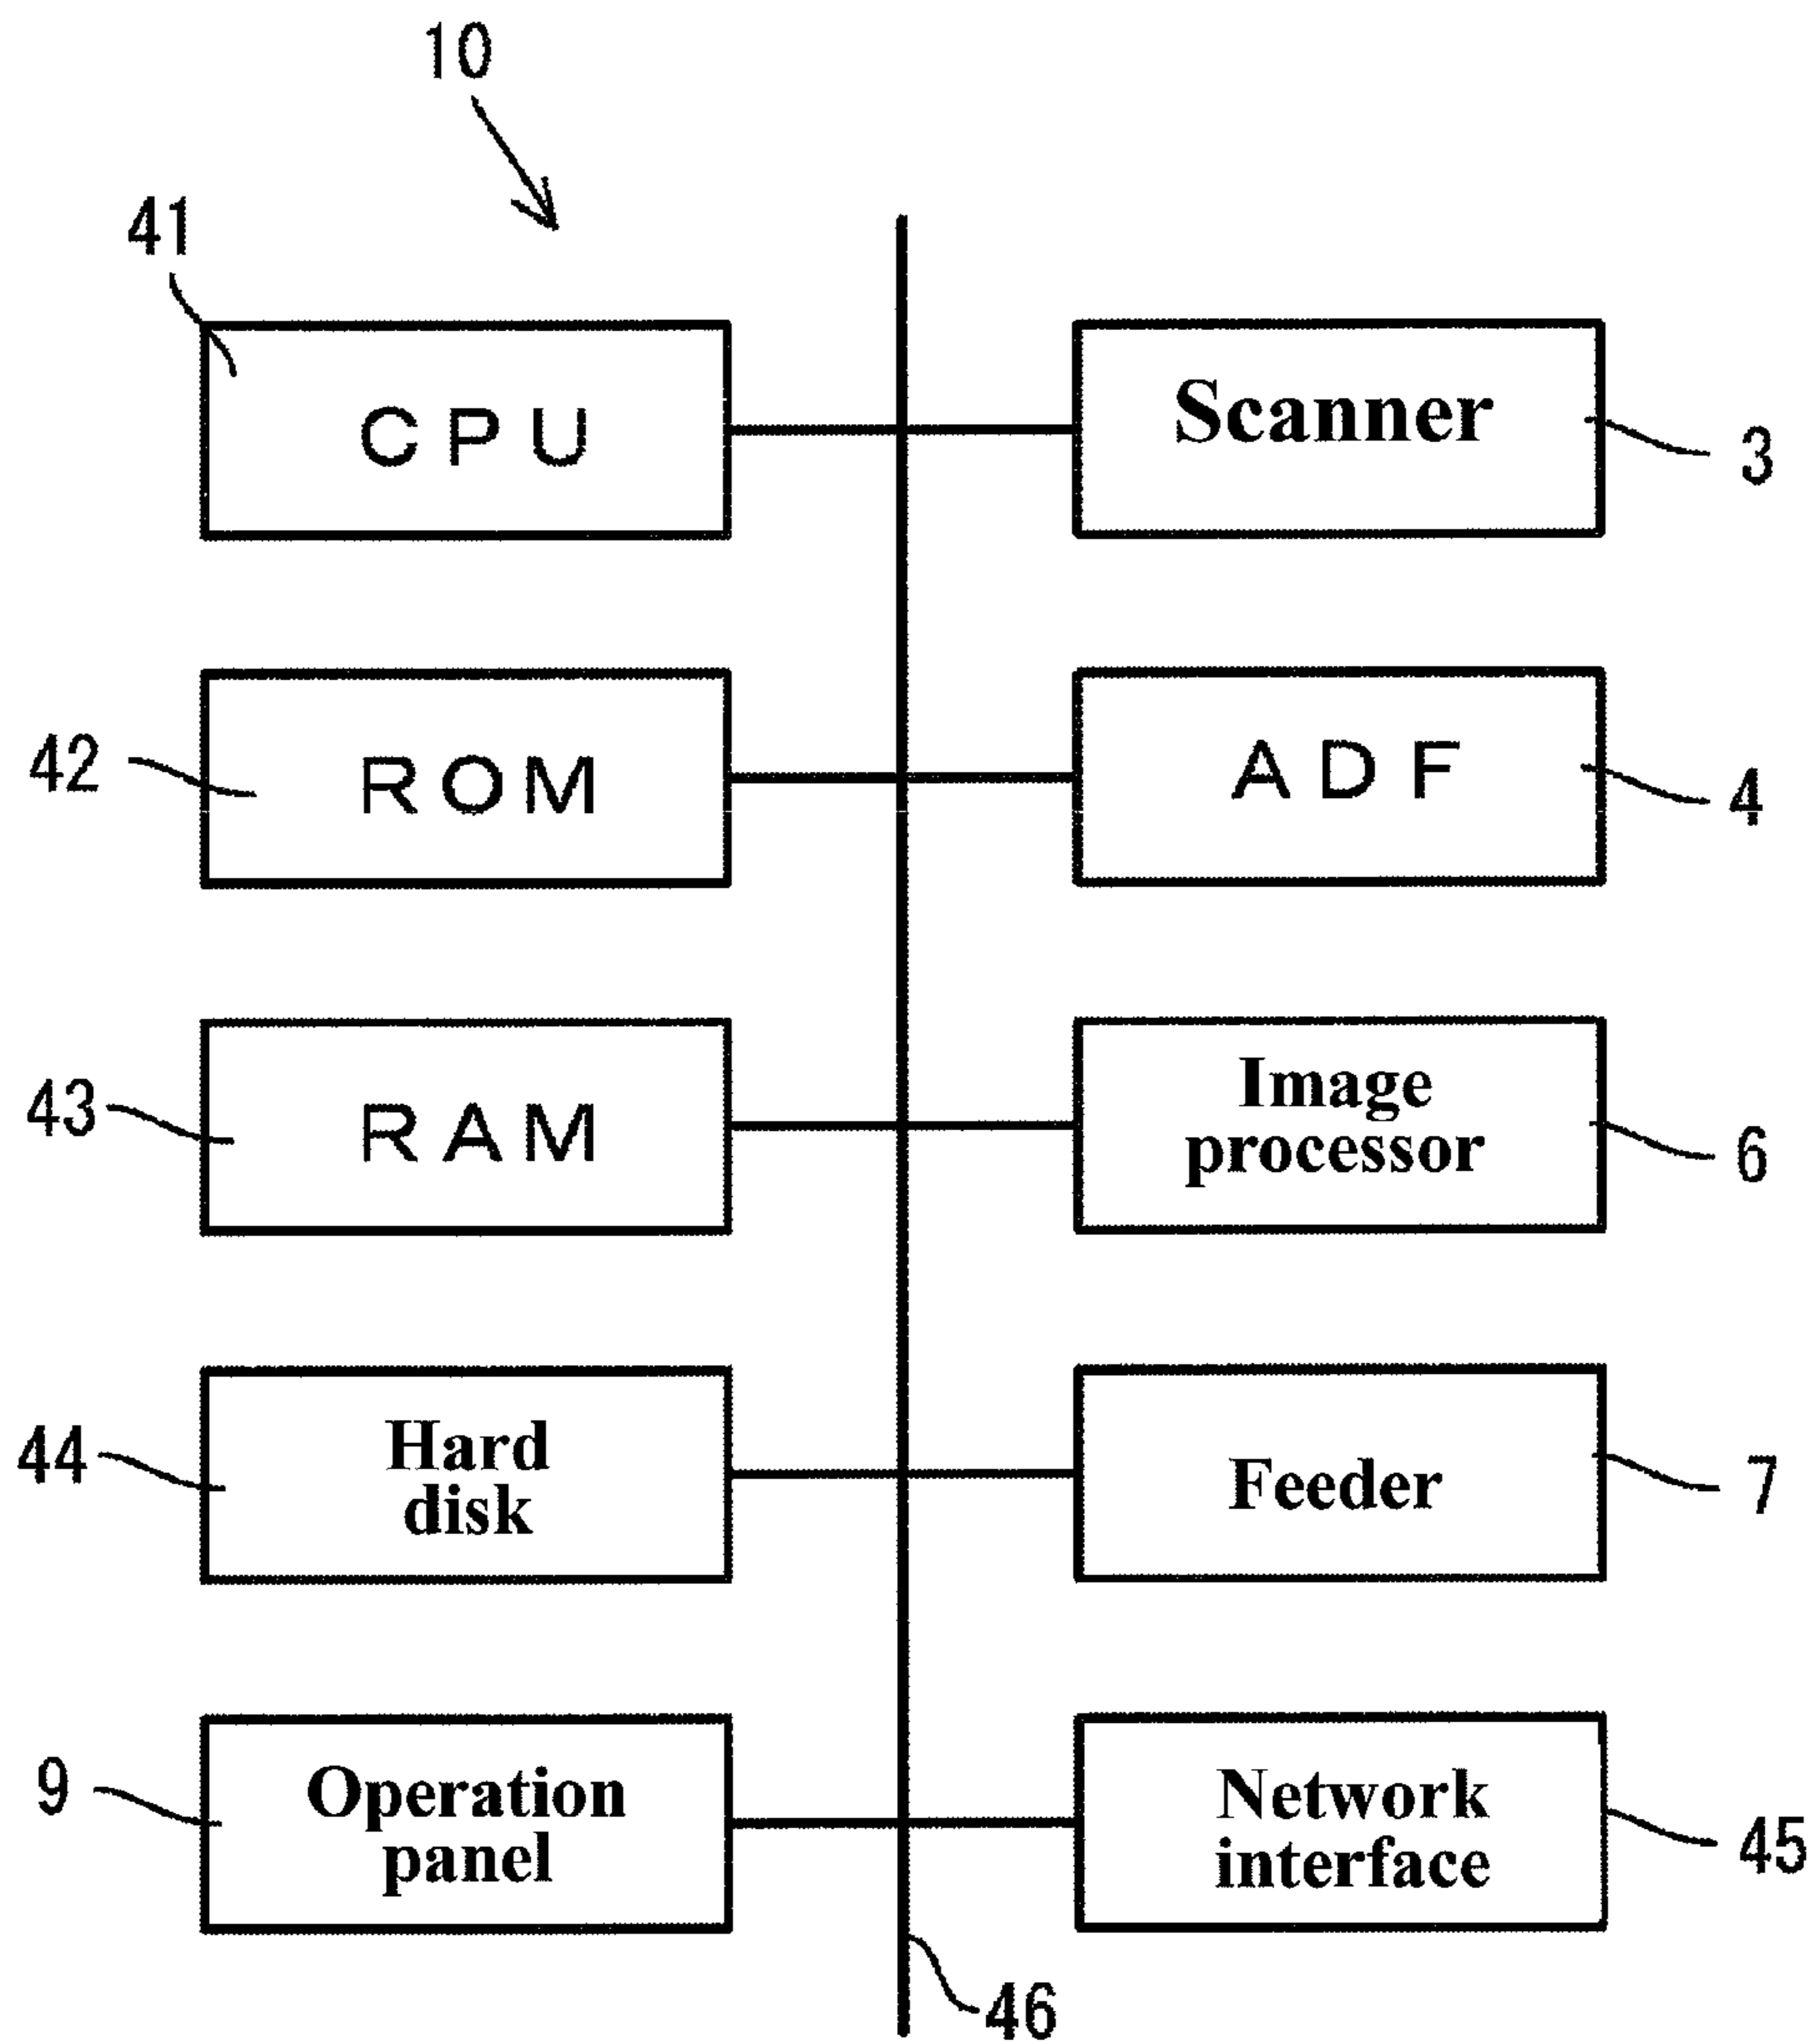 10
41
CPU
Scanner
3
42
ROM
ADF
4
43
RAM
Image
processor
6
44
Hard
disk
Feeder
7
9
Operation
panel
Network
interface
45
46